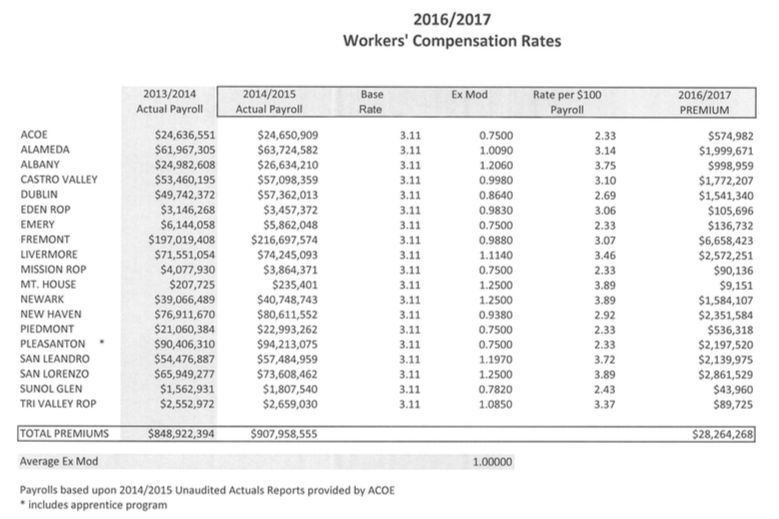 2016/2017
Workers' Compensation Rates
2013/2014 2014/2015 Base Ex Mod Rate per $100 2016/2017
Actual Payroll Actual Payroll Rate Payroll PREMIUM
ACOE $24,636,551 $24,650,909 3.11 0.7500 2.33 $574,982
ALAMEDA $61,967,305 $63,724,582 3.11 1.0090 3.14 $1,999,671
ALBANY $24,982,608 $26,634,210 3.11 1.2060 3.75 $998,959
CASTRO VALLEY $53,460,195 $57,098,359 3.11 0.9980 3.10 $1,772,207
DUBLIN $49,742,372 $57,362,013 3.11 0.8640 2.69 $1,541,340
EDEN ROP $3,146,268 $3,457,372 3.11 0.9830 3.06 $105,696
EMERY $6,144,058 $5,862,048 3.11 0.7500 2.33 $136,732
FREMONT $197,019,408 $216,697,574 3.11 0.9880 3.07 $6,658,423
LIVERMORE $71,551,054 $74,245,093 3.11 1.1140 3.46 $2,572,251
MISSION ROP $4,077,930 $3,864,371 3.11 0.7500 2.33 $90,136
MT. HOUSE $207,725 $235,401 3.11 1.2500 3.89 $9,151
NEWARK $39,066,489 $40,748,743 3.11 1.2500 3.89 $1,584,107
NEW HAVEN $76,911,670 $80,611,552 3.11 0.9380 2.92 $2,351,584
PIEDMONT $21,060,384 $22,993,262 3.11 0.7500 2.33 $536,318
PLEASANTON * $90,406,310 $94,213,075 3.11 0.7500 2.33 $2,197,520
SAN LEANDRO $54,476,887 $57,484,959 3.11 1.1970 3.72 $2,139,975
SAN LORENZO $65,949,277 $73,608,462 3.11 1.2500 3.89 $2,861,529
SUNOL GLEN $1,562,931 $1,807,540 3.11 0.7820 2.43 $43,960
TRI VALLEY ROP $2,552,972 $2,659,030 3.11 1.0850 3.37 $89,725
TOTAL PREMIUMS $848,922,394 $907,958,555 $28,264,268
Average Ex Mod 1.00000
Payrolls based upon 2014/2015 Unaudited Actuals Reports provided by ACOE
* includes apprentice program